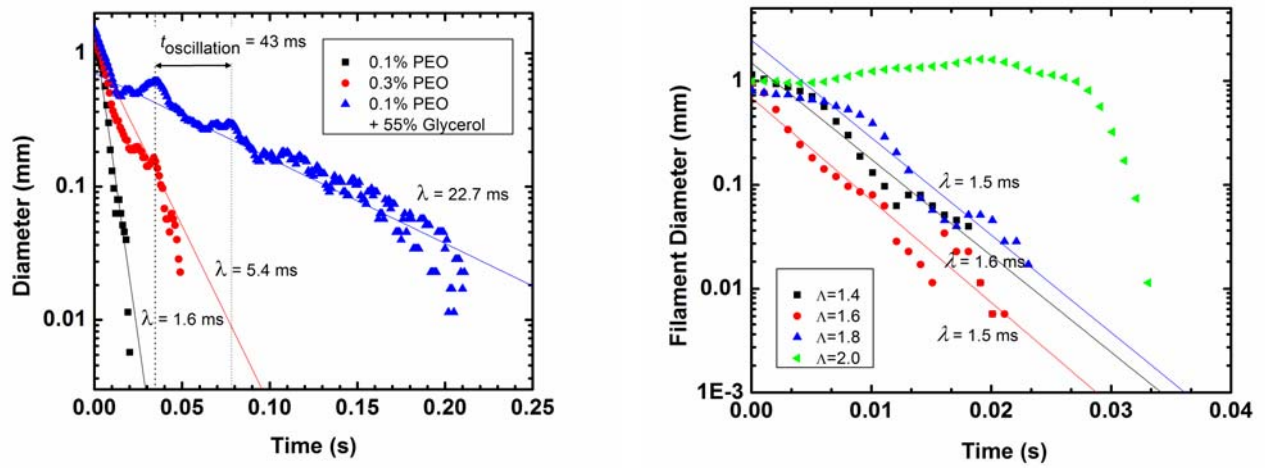 t oscillation = 43 ms
0.1% PEO
0.3% PEO
0.1% PEO
+ 55% Glycerol
1
0.1
0.01
Diameter (mm)
λ = 22.7 ms
λ = 5.4 ms
λ = 1.6 ms
0.00 0.05 0.10 0.15 0.20 0.25
Time (s)
1
0.1
0.01
1E-3
Filament Diameter (mm)
λ = 1.5 ms
λ = 1.6 ms
λ = 1.5 ms
Λ=1.4
Λ=1.6
Λ=1.8
Λ=2.0
0.00 0.01 0.02 0.03 0.04
Time (s)